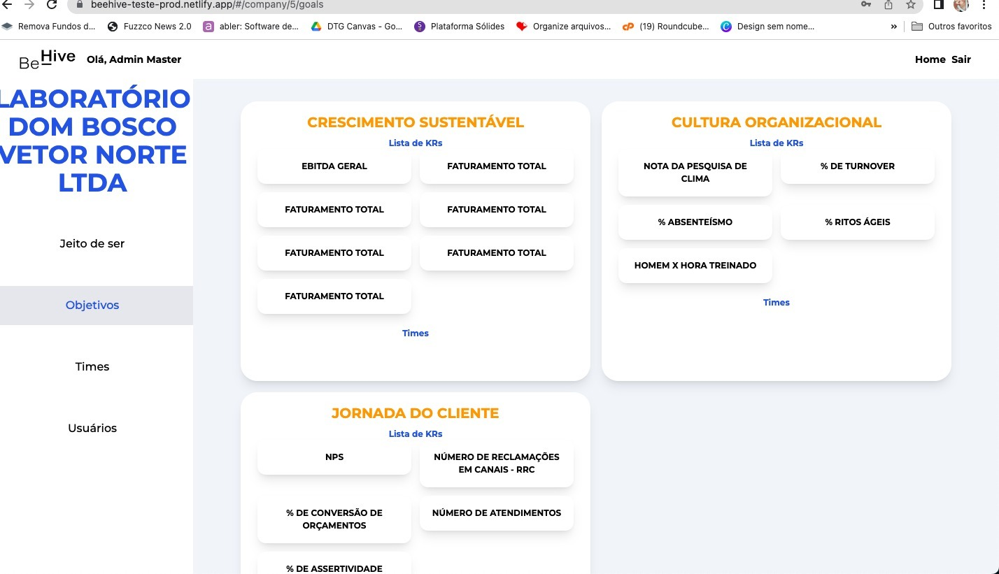 beehive-teste-prod.netlify.app/#/company/5/goals
Remova Fundos d...
Fuzzco News 2.0
a
abler: Software de...
DTG Canvas - Go...
S
Plataforma Sólides
Organize arquivos...
cP
(19) Roundcube...
C
Design sem nome...
»
Outros favoritos
BeHive
Olá, Admin Master
Home
Sair
LABORATÓRIO
DOM BOSCO
VETOR NORTE
LTDA
Jeito de ser
Objetivos
Times
Usuários
CRESCIMENTO SUSTENTÁVEL
Lista de KRs
EBITDA GERAL
FATURAMENTO TOTAL
FATURAMENTO TOTAL
FATURAMENTO TOTAL
FATURAMENTO TOTAL
FATURAMENTO TOTAL
FATURAMENTO TOTAL
Times
CULTURA ORGANIZACIONAL
Lista de KRs
NOTA DA PESQUISA DE
CLIMA
% DE TURNOVER
% ABSENTEÍSMO
% RITOS ÁGEIS
HOMEM X HORA TREINADO
Times
JORNADA DO CLIENTE
Lista de KRs
NPS
NÚMERO DE RECLAMAÇÕES
EM CANAIS - RRC
% DE CONVERSÃO DE
ORÇAMENTOS
NÚMERO DE ATENDIMENTOS
% DE ASSERTIVIDADE